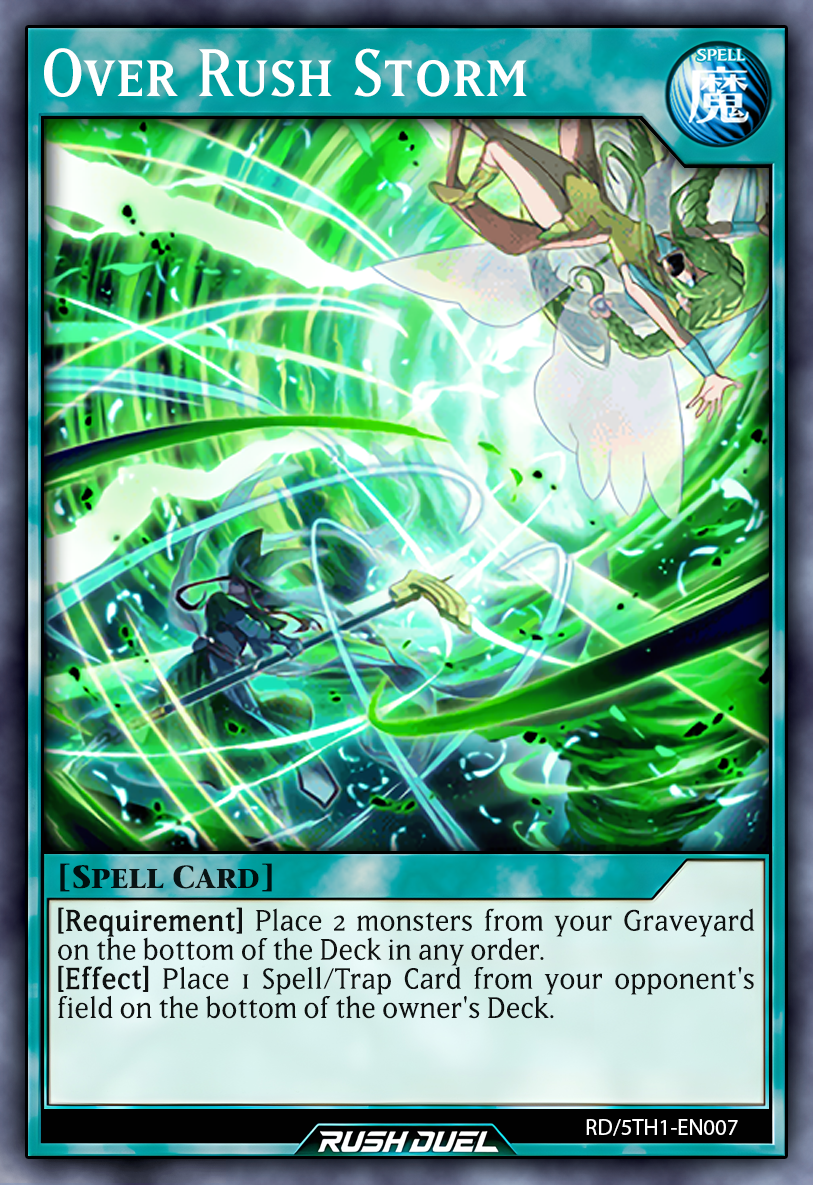 Over Rush Storm
SPELL
魔
[Spell Card]
[Requirement] Place 2 monsters from your Graveyard
on the bottom of the Deck in any order.
[Effect] Place 1 Spell/Trap Card from your opponent's
field on the bottom of the owner's Deck.
RD/5TH1-EN007
RUSH DUEL